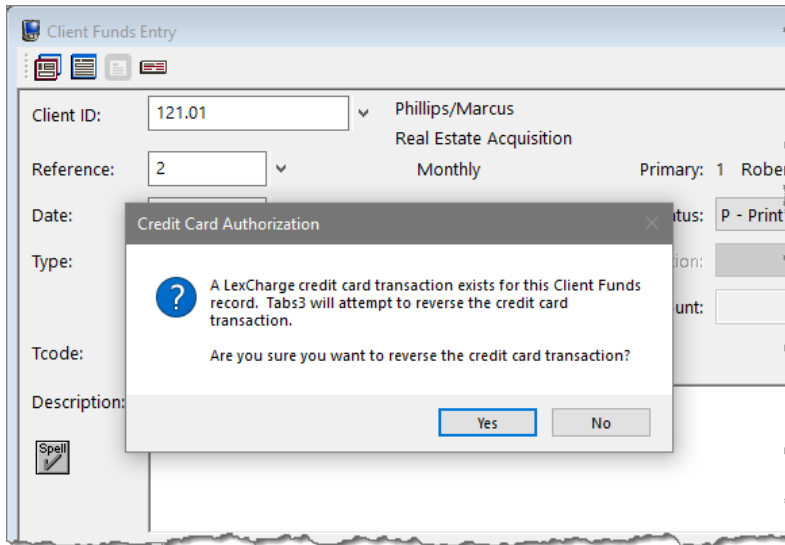 Client Funds Entry
Client ID: 121.01 Phillips/Marcus
Real Estate Acquisition
Reference: 2 Monthly Primary: 1
Date:
P - Print
Credit Card Authorization
Type:
A LexCharge credit card transaction exists for this Client Funds
record. Tabs3 will attempt to reverse the credit card
transaction.
Are you sure you want to reverse the credit card transaction?
Tcode:
Description:
Yes No
Spell